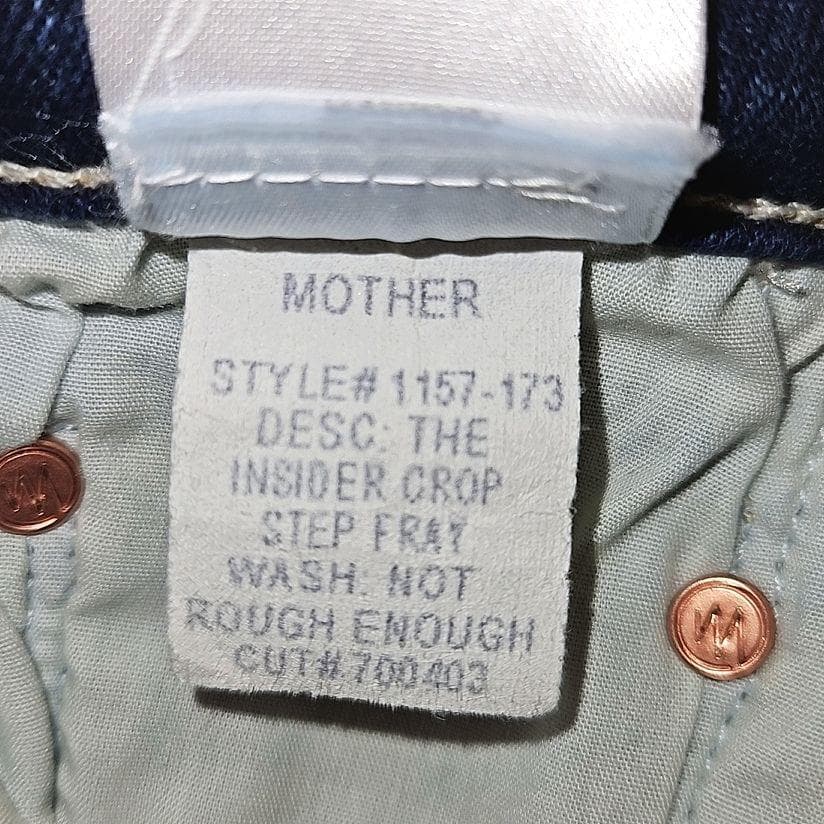 MOTHER
STYLE# 1157-173
DESC: THE
INSIDER CROP
STEP FRAY
WASH: NOT
ROUGH ENOUGH
CUT# 700403